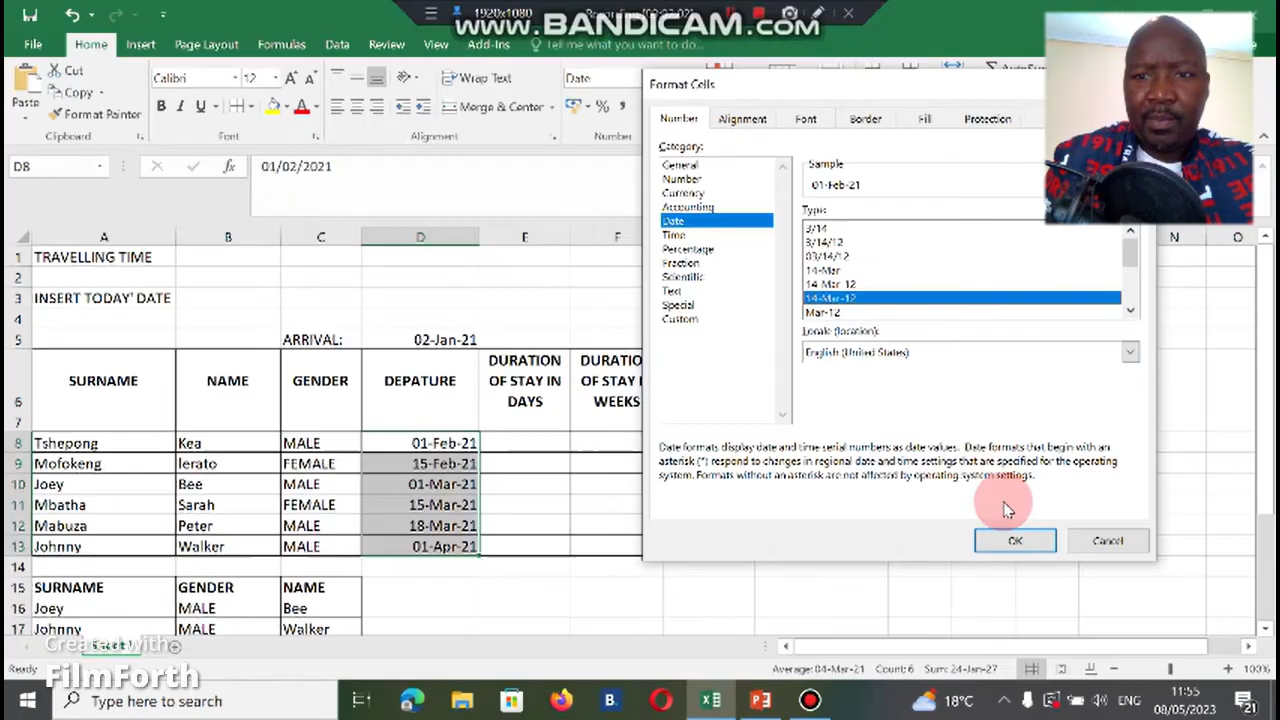 1920x1080
www.BANDICAM.com
File Home Insert Page Layout Formulas Data Review View Add-Ins Tell me what you want to do...
Paste
Cut
Copy
Format Painter
Calibri 12
B I U
Wrap Text
Merge & Center
Date
%
Clipboard Font Alignment Number
D8 fx 01/02/2021
Format Cells
Number Alignment Font Border Fill Protection
Category:
General
Number
Currency
Accounting
Date
Time
Percentage
Fraction
Scientific
Text
Special
Custom
Sample
01-Feb-21
Type:
3/14
3/14/12
03/14/12
14-Mar
14-Mar-12
14-Mar-12
Mar-12
Locale (location):
English (United States)
Date formats display date and time serial numbers as date values. Date formats that begin with an
asterisk (*) respond to changes in regional date and time settings that are specified for the operating
system. Formats without an asterisk are not affected by operating system settings.
OK Cancel
A B C D E F N O
1 TRAVELLING TIME
2
3 INSERT TODAY' DATE
4
5 ARRIVAL: 02-Jan-21
6 SURNAME NAME GENDER DEPATURE DURATION OF STAY IN DAYS DURATION OF STAY WEEKS
7
8 Tshepong Kea MALE 01-Feb-21
9 Mofokeng lerato FEMALE 15-Feb-21
10 Joey Bee MALE 01-Mar-21
11 Mbatha Sarah FEMALE 15-Mar-21
12 Mabuza Peter MALE 18-Mar-21
13 Johnny Walker MALE 01-Apr-21
14
15 SURNAME GENDER NAME
16 Joey MALE Bee
17 Johnny MALE Walker
Created with
FilmForth
Ready Average: 04-Mar-21 Count: 6 Sum: 24-Jan-27 100%
Type here to search
B.
18°C
ENG
11:55
08/05/2023
21
1911